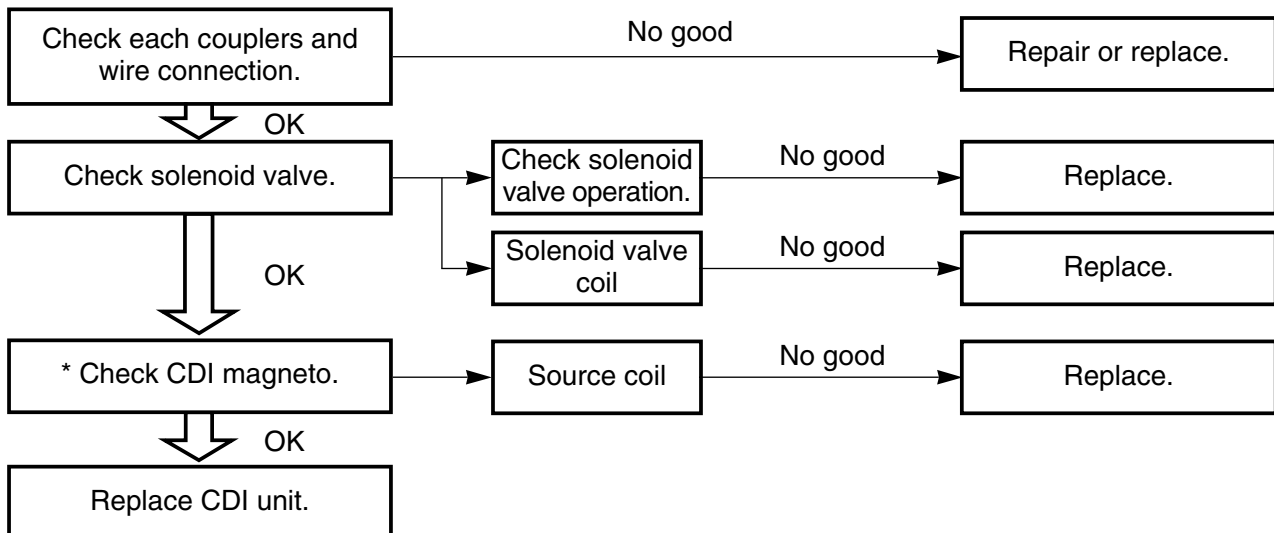 Check each couplers and
wire connection.
No good
Repair or replace.
OK
Check solenoid valve.
Check solenoid
valve operation.
No good
Replace.
Solenoid valve
coil
No good
Replace.
OK
* Check CDI magneto.
Source coil
No good
Replace.
OK
Replace CDI unit.